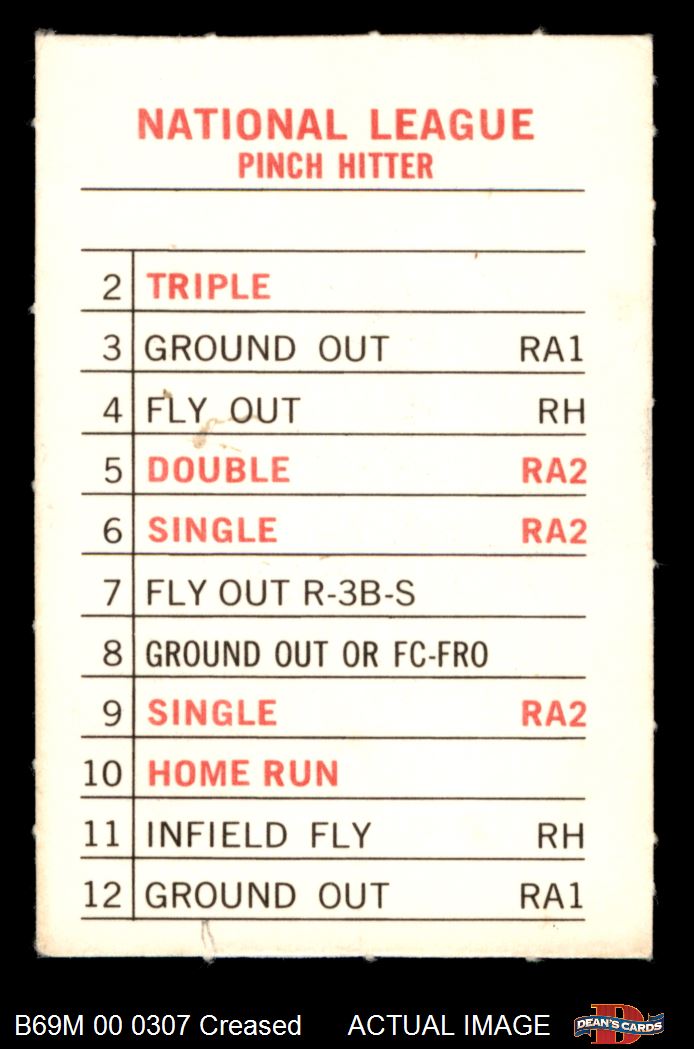 NATIONAL LEAGUE
PINCH HITTER
2 TRIPLE
3 GROUND OUT RA1
4 FLY OUT RH
5 DOUBLE RA2
6 SINGLE RA2
7 FLY OUT R-3B-S
8 GROUND OUT OR FC-FRO
9 SINGLE RA2
10 HOME RUN
11 INFIELD FLY RH
12 GROUND OUT RA1
B69M 00 0307 Creased ACTUAL IMAGE D DEAN'S CARDS